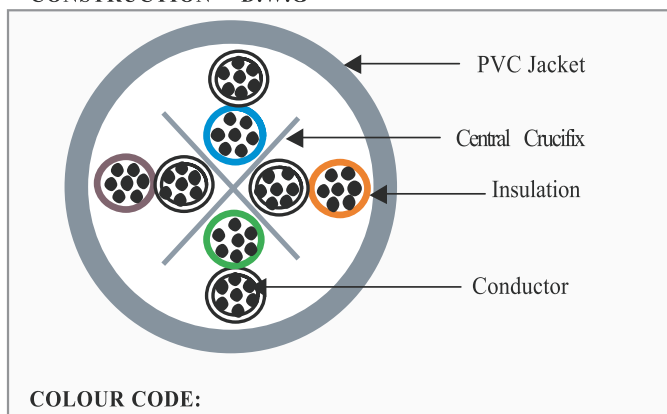 PVC Jacket
Central Crucifix
Insulation
Conductor
COLOUR CODE: